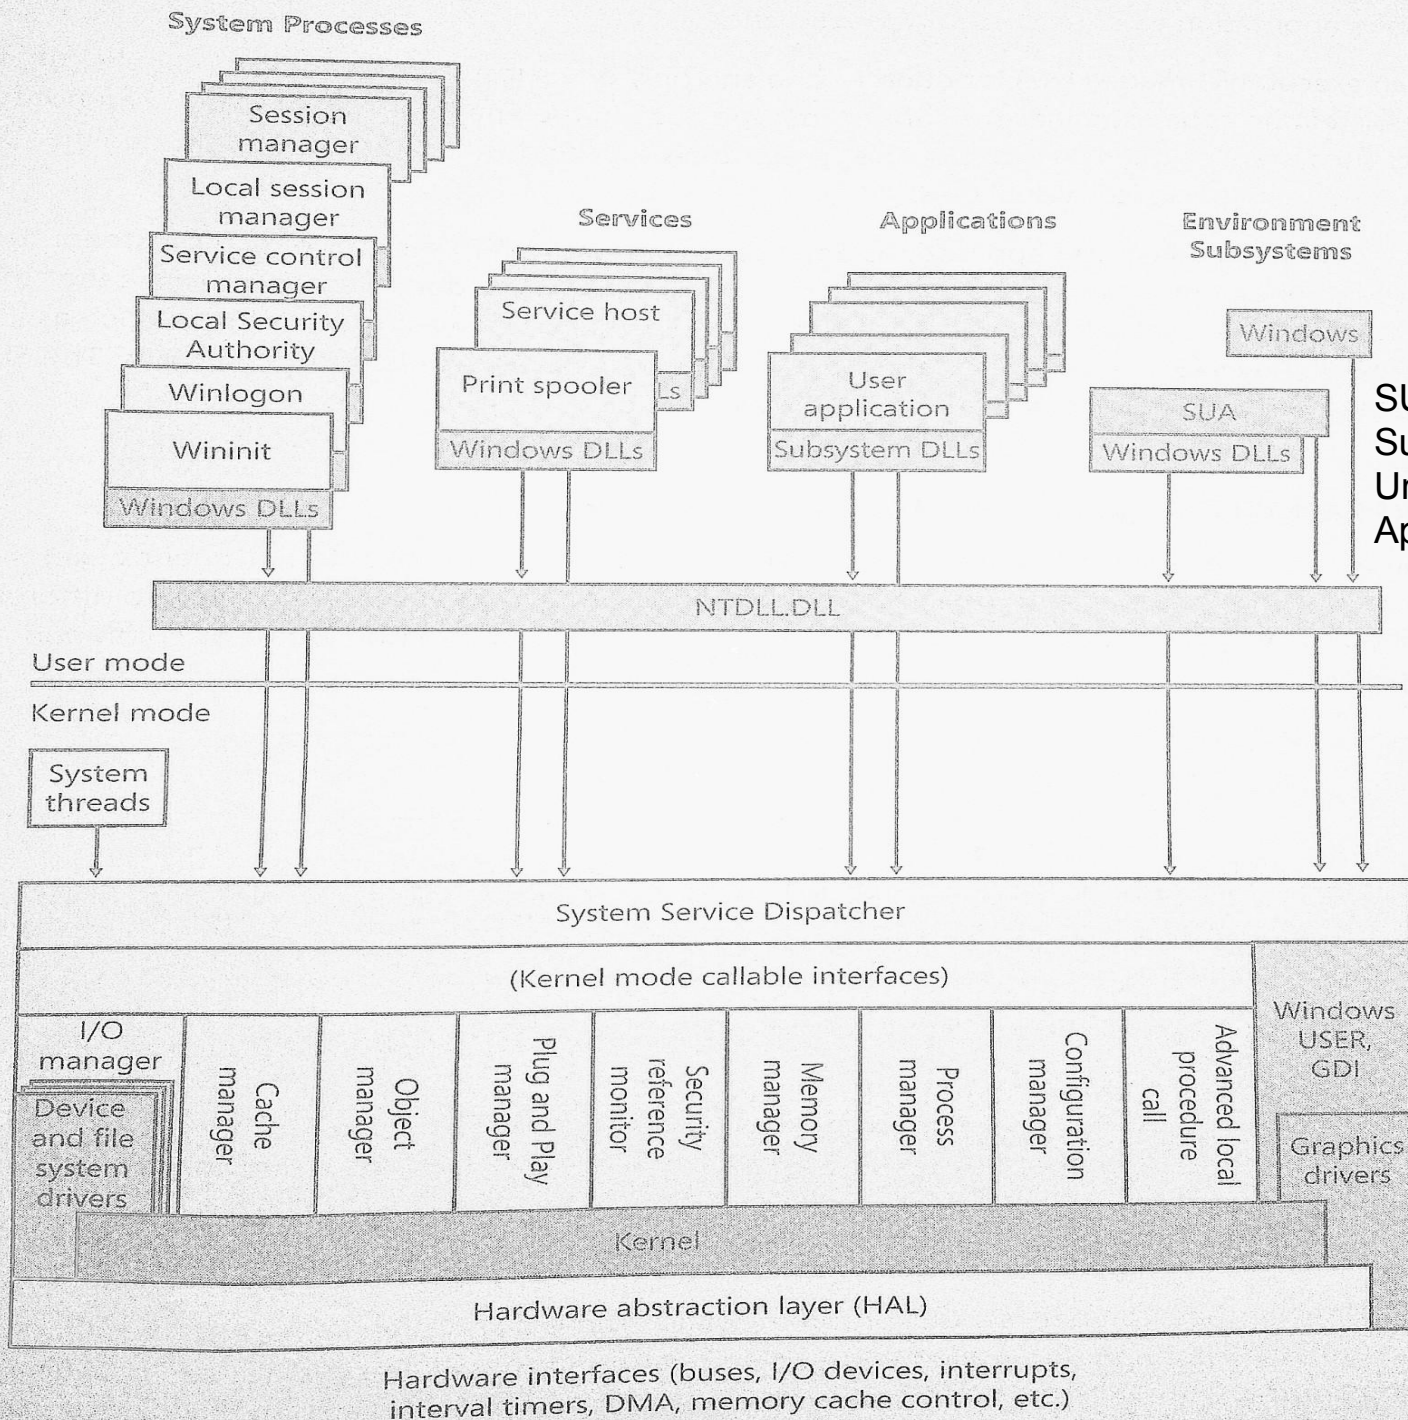 System Processes
Session
manager
Local session
manager
Service control
manager
Local Security
Authority
Winlogon
Wininit
Windows DLLs
Services
Service host
Print spooler
Ls
Windows DLLs
Applications
User
application
Subsystem DLLs
Environment
Subsystems
Windows
SUA
Windows DLLs
SU
Su
Un
Ap
NTDLL.DLL
User mode
Kernel mode
System
threads
System Service Dispatcher
(Kernel mode callable interfaces)
I/O
manager
Device
and file
system
drivers
Cache
manager
Object
manager
Plug and Play
manager
Security
reference
monitor
Memory
manager
Process
manager
Configuration
manager
Advanced local
procedure
call
Windows
USER,
GDI
Graphics
drivers
Kernel
Hardware abstraction layer (HAL)
Hardware interfaces (buses, I/O devices, interrupts,
interval timers, DMA, memory cache control, etc.)